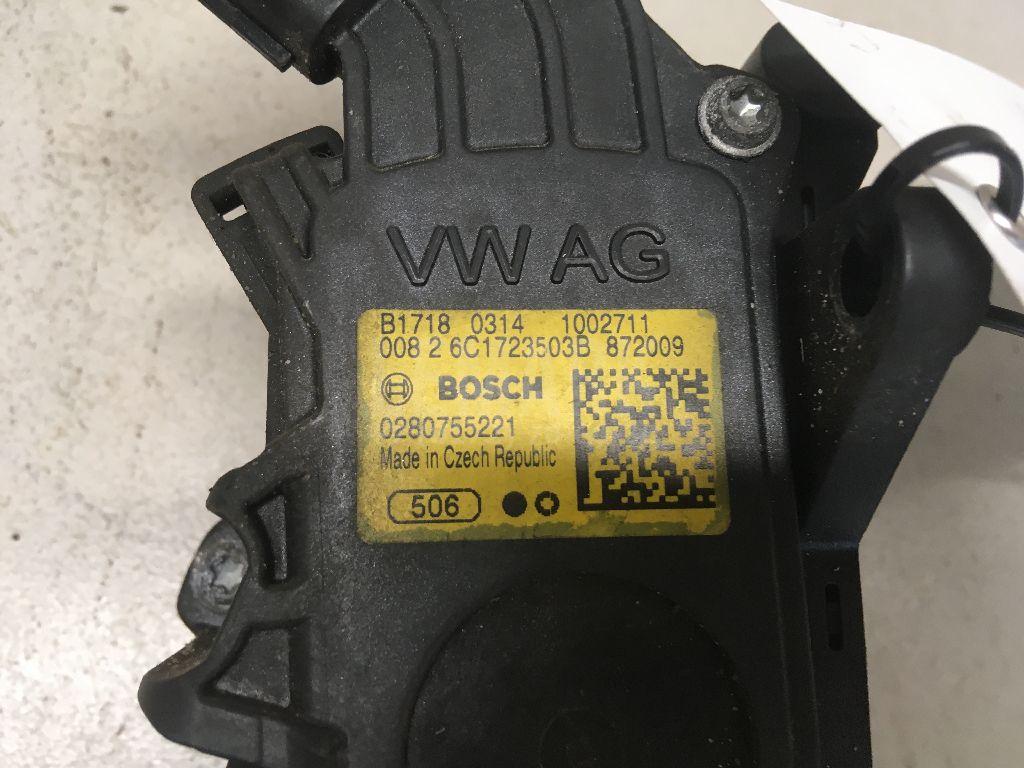 VW AG
B1718 0314 1002711
008 2 6C1723503B 872009
BOSCH
0280755221
Made in Czech Republic
506